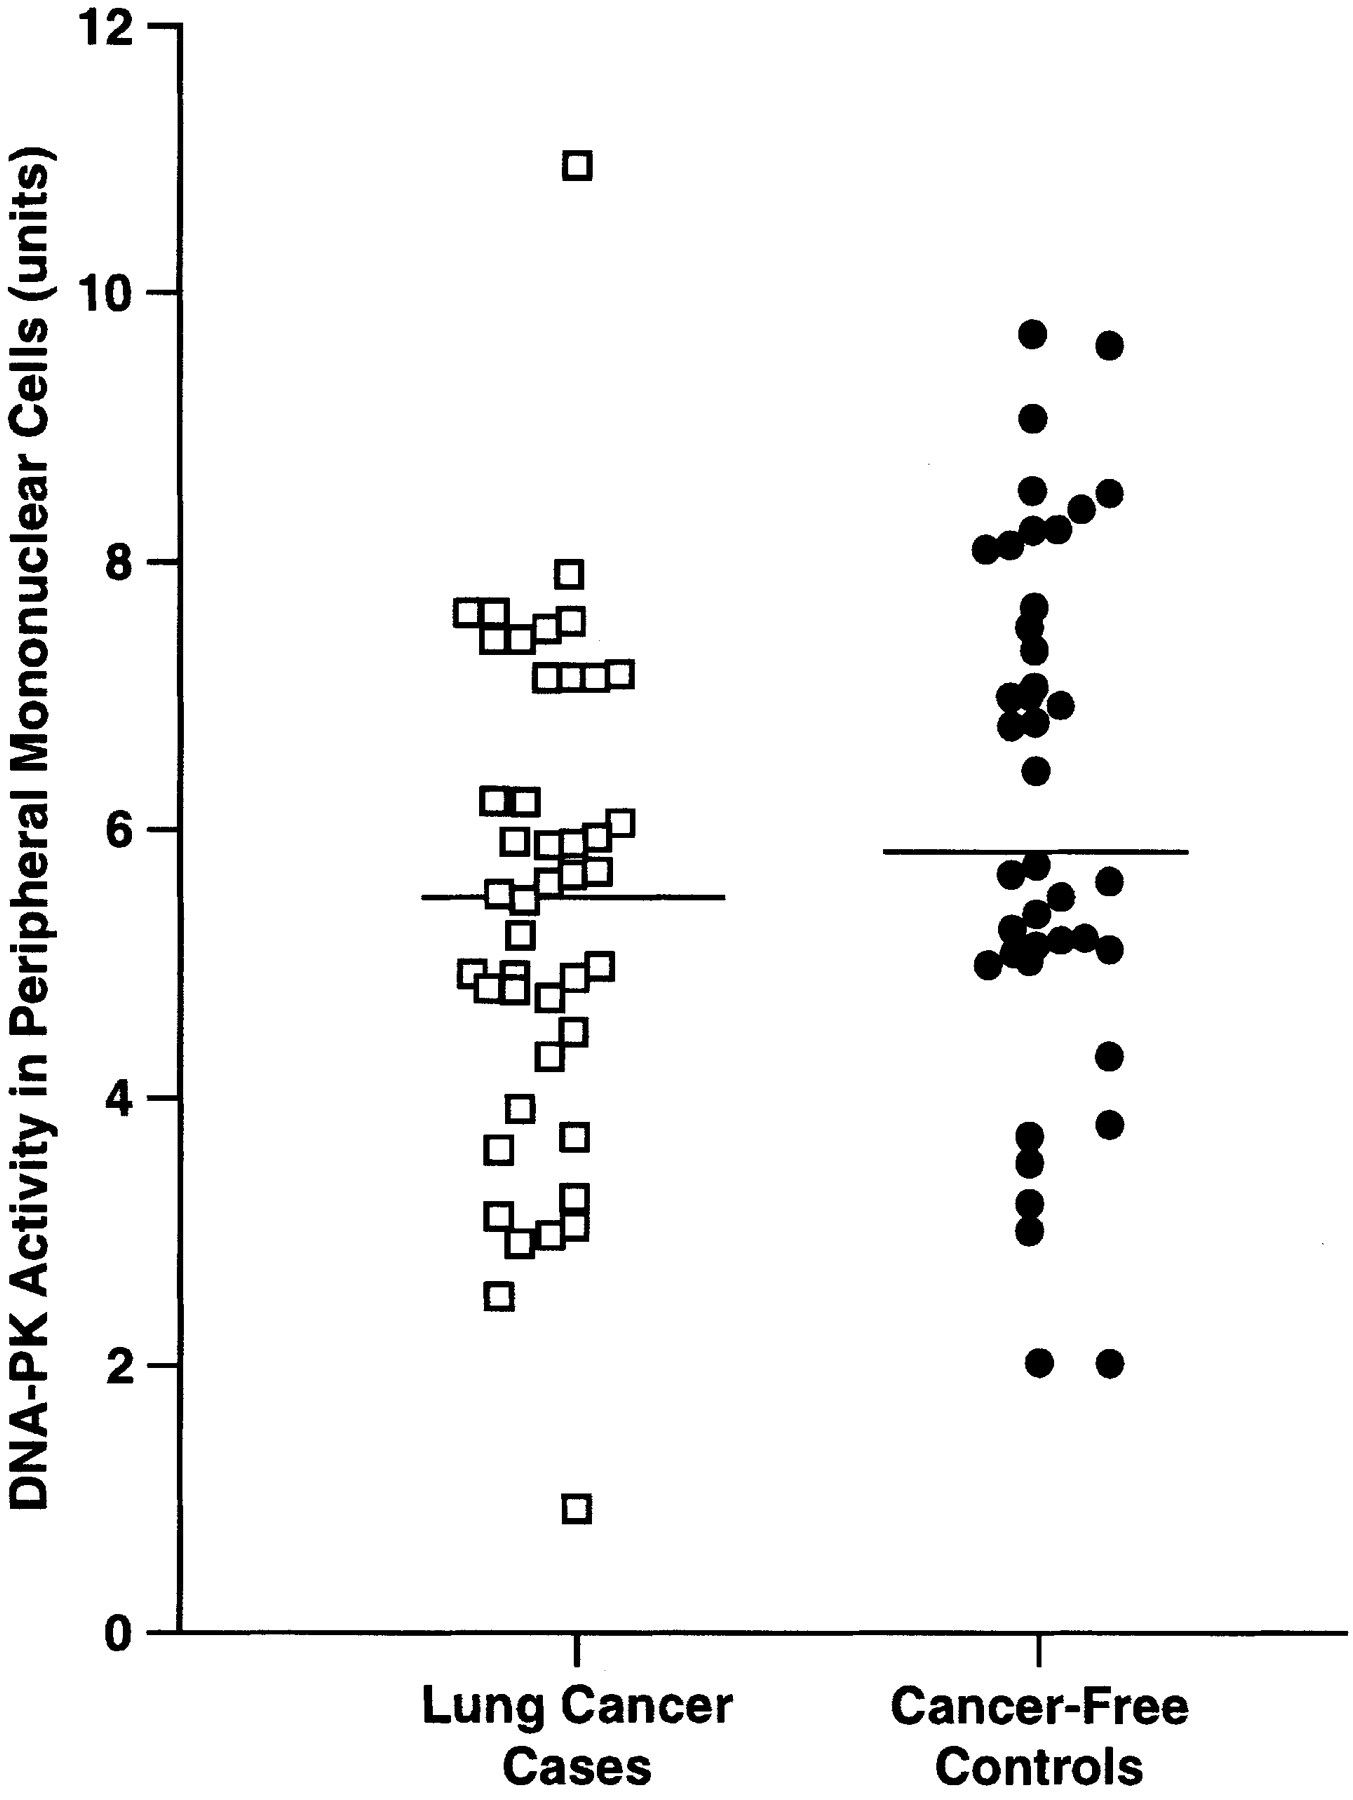 DNA-PK Activity in Peripheral Mononuclear Cells (units)
12
10
8
6
4
2
0
Lung Cancer
Cases
Cancer-Free
Controls